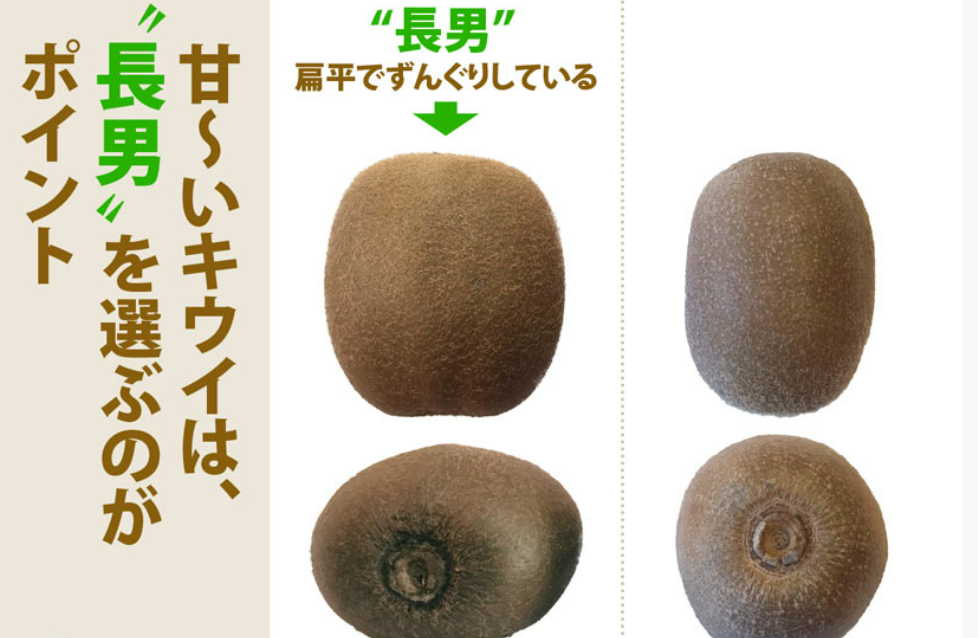 甘～いキウイは、
〝長男〟を選ぶのが
ポイント
“長男”
扁平でずんぐりしている